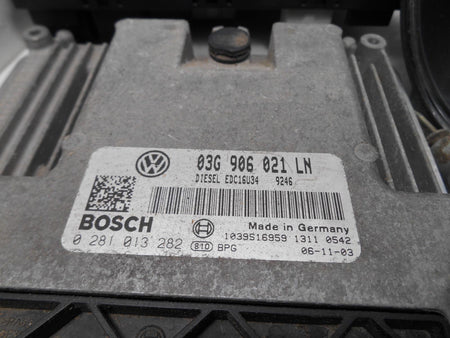 03G 906 021 LN
DIESEL EDC16U34 9246
BOSCH
Made in Germany
0 281 013 282 810 BPG
1039S16959 1311 0542
06-11-03